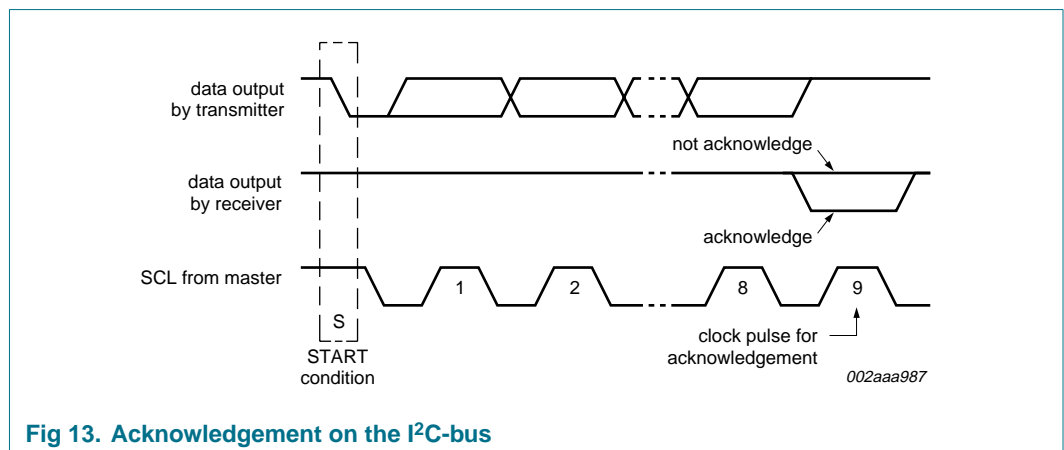 data output
by transmitter
not acknowledge
data output
by receiver
acknowledge
SCL from master
1
2
8
9
S
START
condition
clock pulse for
acknowledgement
002aaa987
Fig 13. Acknowledgement on the I²C-bus